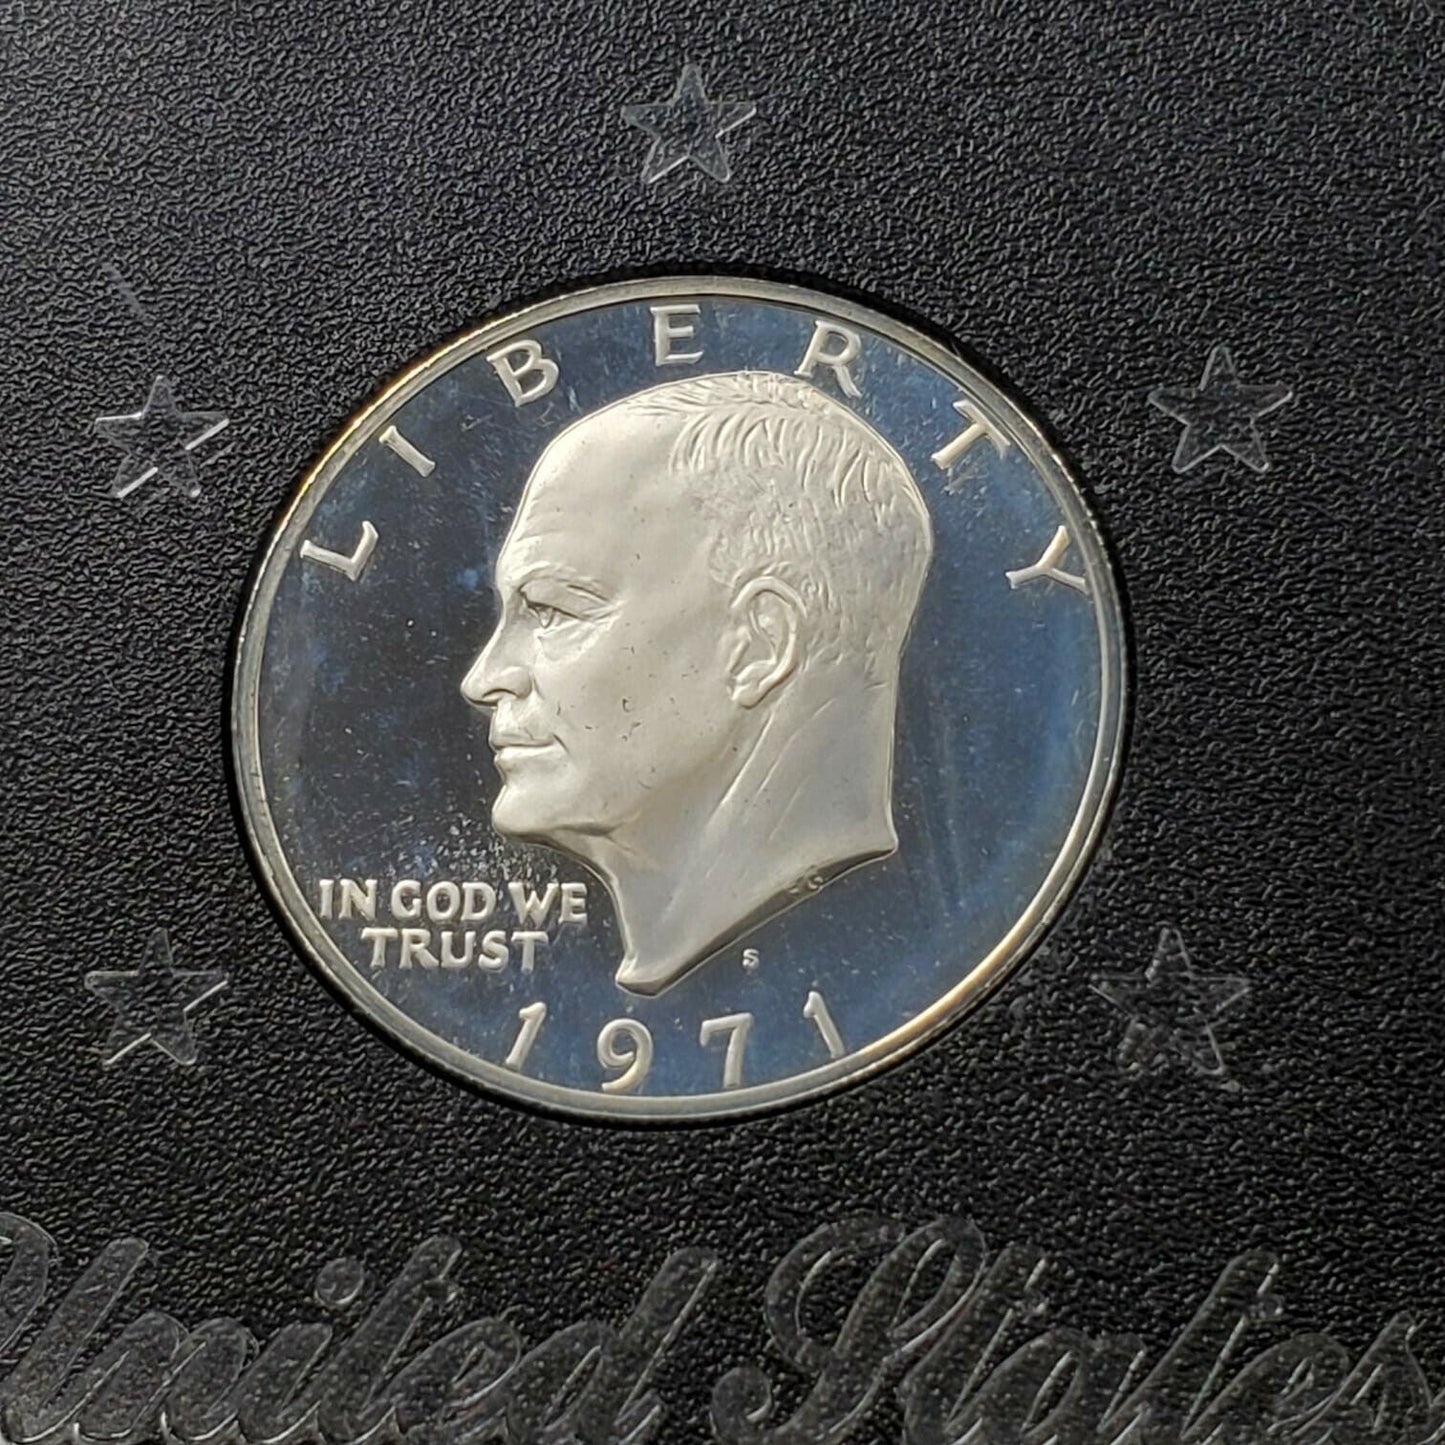 LIBERTY
IN GOD WE
TRUST
S
1971
United States